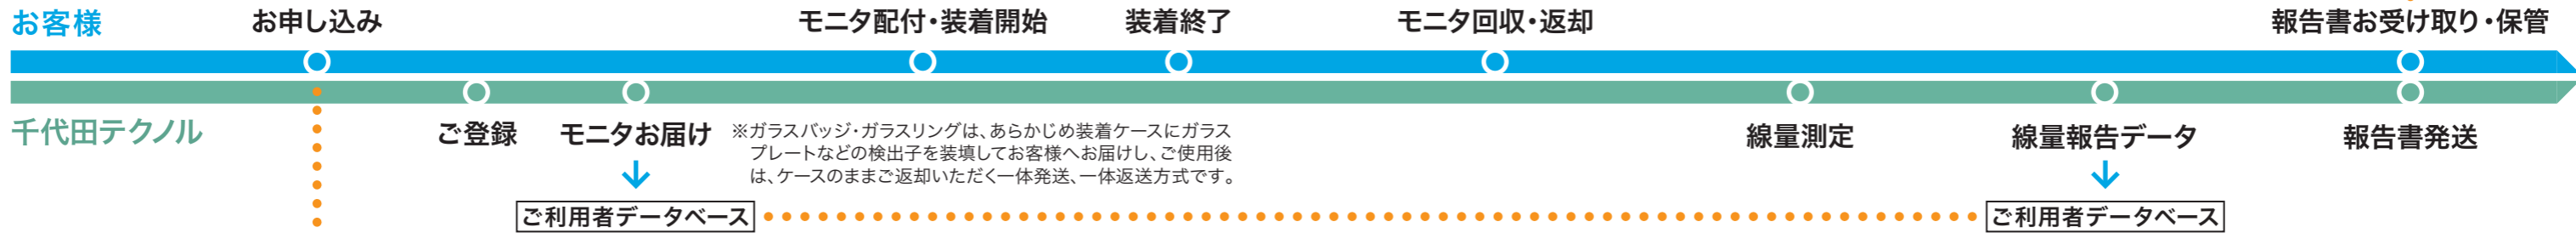 お客様
お申し込み
モニタ配付・装着開始
装着終了
モニタ回収・返却
報告書お受け取り・保管
千代田テクノル
ご登録
モニタお届け
※ガラスバッジ・ガラスリングは、あらかじめ装着ケースにガラス
プレートなどの検出子を装填してお客様へお届けし、ご使用後
は、ケースのままご返却いただく一体発送、一体返送方式です。
線量測定
線量報告データ
報告書発送
ご利用者データベース
ご利用者データベース